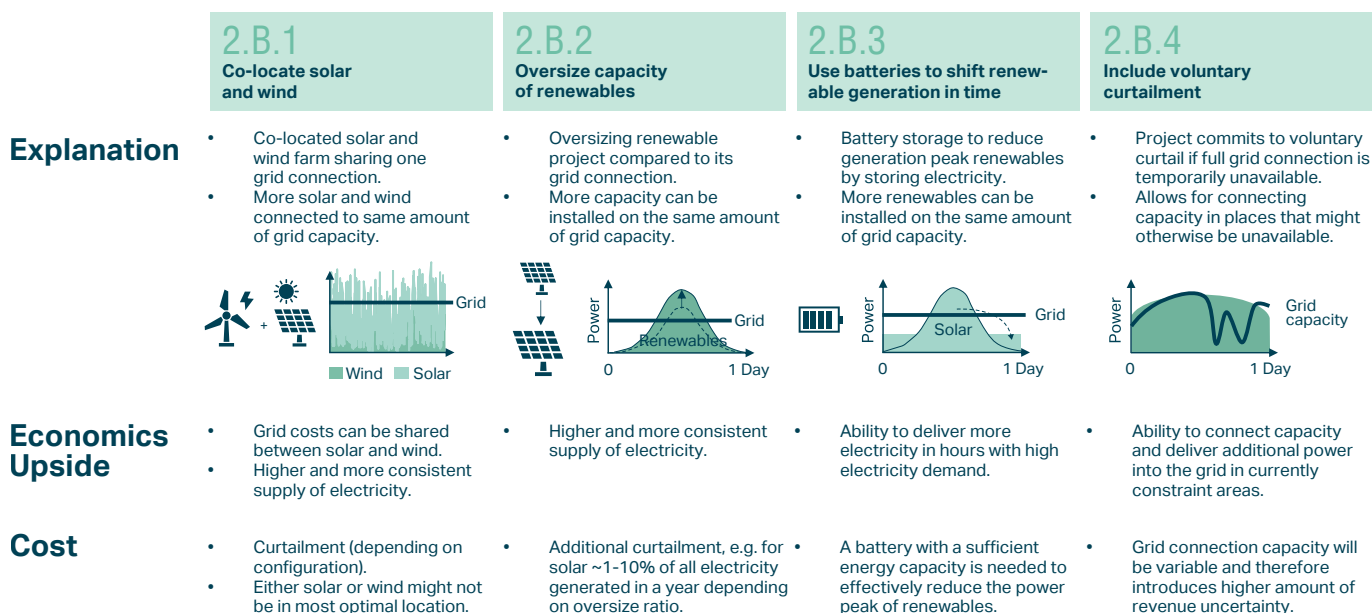 2.B.1
Co-locate solar
and wind
2.B.2
Oversize capacity
of renewables
2.B.3
Use batteries to shift renew-
able generation in time
2.B.4
Include voluntary
curtailment
Explanation
• Co-located solar and
wind farm sharing one
grid connection.
• More solar and wind
connected to same amount
of grid capacity.
• Oversizing renewable
project compared to its
grid connection.
• More capacity can be
installed on the same amount
of grid capacity.
• Battery storage to reduce
generation peak renewables
by storing electricity.
• More renewables can be
installed on the same amount
of grid capacity.
• Project commits to voluntary
curtail if full grid connection is
temporarily unavailable.
• Allows for connecting
capacity in places that might
otherwise be unavailable.
+
Grid
Wind Solar
Power
Grid
Renewables
0 1 Day
Power
Grid
Solar
0 1 Day
Power
Grid
capacity
0 1 Day
Economics
Upside
• Grid costs can be shared
between solar and wind.
• Higher and more consistent
supply of electricity.
• Higher and more consistent
supply of electricity.
• Ability to deliver more
electricity in hours with high
electricity demand.
• Ability to connect capacity
and deliver additional power
into the grid in currently
constraint areas.
Cost
• Curtailment (depending on
configuration).
• Either solar or wind might not
be in most optimal location.
• Additional curtailment, e.g. for
solar ~1-10% of all electricity
generated in a year depending
on oversize ratio.
• A battery with a sufficient
energy capacity is needed to
effectively reduce the power
peak of renewables.
• Grid connection capacity will
be variable and therefore
introduces higher amount of
revenue uncertainty.